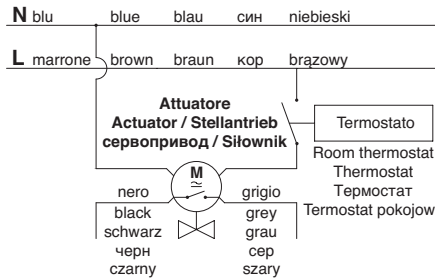 N blu blue blau син niebieski
L marrone brown braun кор brązowy
Attuatore
Actuator / Stellantrieb
сервопривод / Siłownik
Termostato
Room thermostat
Thermostat
Термостат
Termostat pokojow
M
≃
nero grigio
black grey
schwarz grau
черн сер
czarny szary